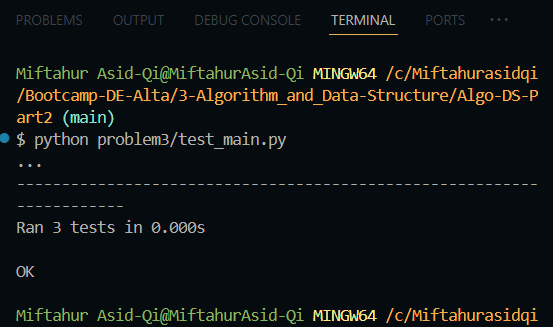 PROBLEMS OUTPUT DEBUG CONSOLE TERMINAL PORTS ...
Miftahur Asid-Qi@MiftahurAsid-Qi MINGW64 /c/Miftahurasidqi
/Bootcamp-DE-Alta/3-Algorithm_and_Data-Structure/Algo-DS-P
art2 (main)
$ python problem3/test_main.py
...
----------------------------------------------------------
------------
Ran 3 tests in 0.000s
OK
Miftahur Asid-Qi@MiftahurAsid-Qi MINGW64 /c/Miftahurasidqi